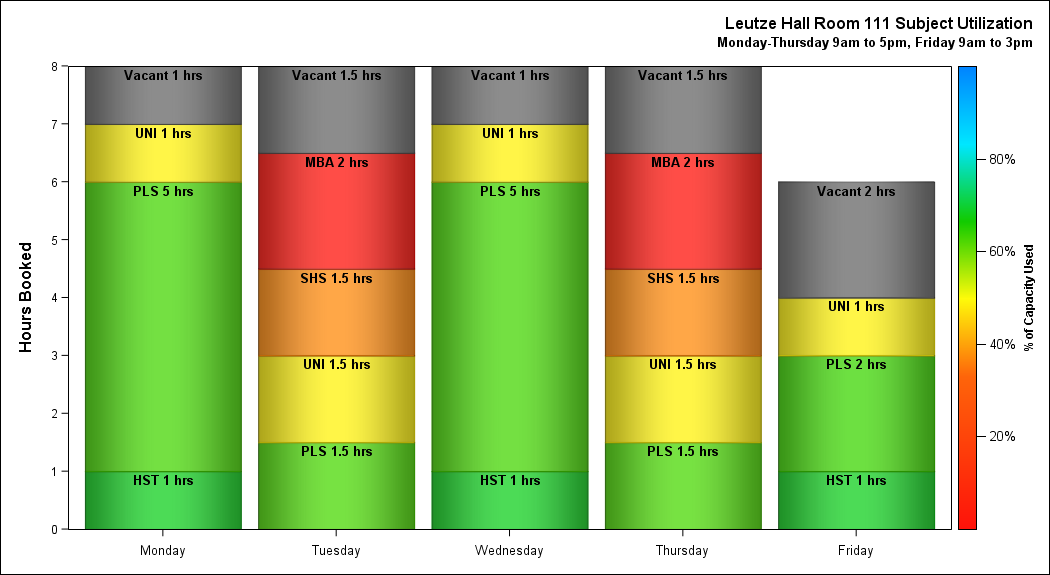 Leutze Hall Room 111 Subject Utilization
Monday-Thursday 9am to 5pm, Friday 9am to 3pm
Hours Booked
8
7
6
5
4
3
2
1
0
Vacant 1 hrs
UNI 1 hrs
PLS 5 hrs
HST 1 hrs
Monday
Vacant 1.5 hrs
MBA 2 hrs
SHS 1.5 hrs
UNI 1.5 hrs
PLS 1.5 hrs
Tuesday
Vacant 1 hrs
UNI 1 hrs
PLS 5 hrs
HST 1 hrs
Wednesday
Vacant 1.5 hrs
MBA 2 hrs
SHS 1.5 hrs
UNI 1.5 hrs
PLS 1.5 hrs
Thursday
Vacant 2 hrs
UNI 1 hrs
PLS 2 hrs
HST 1 hrs
Friday
80%
60%
40%
20%
% of Capacity Used